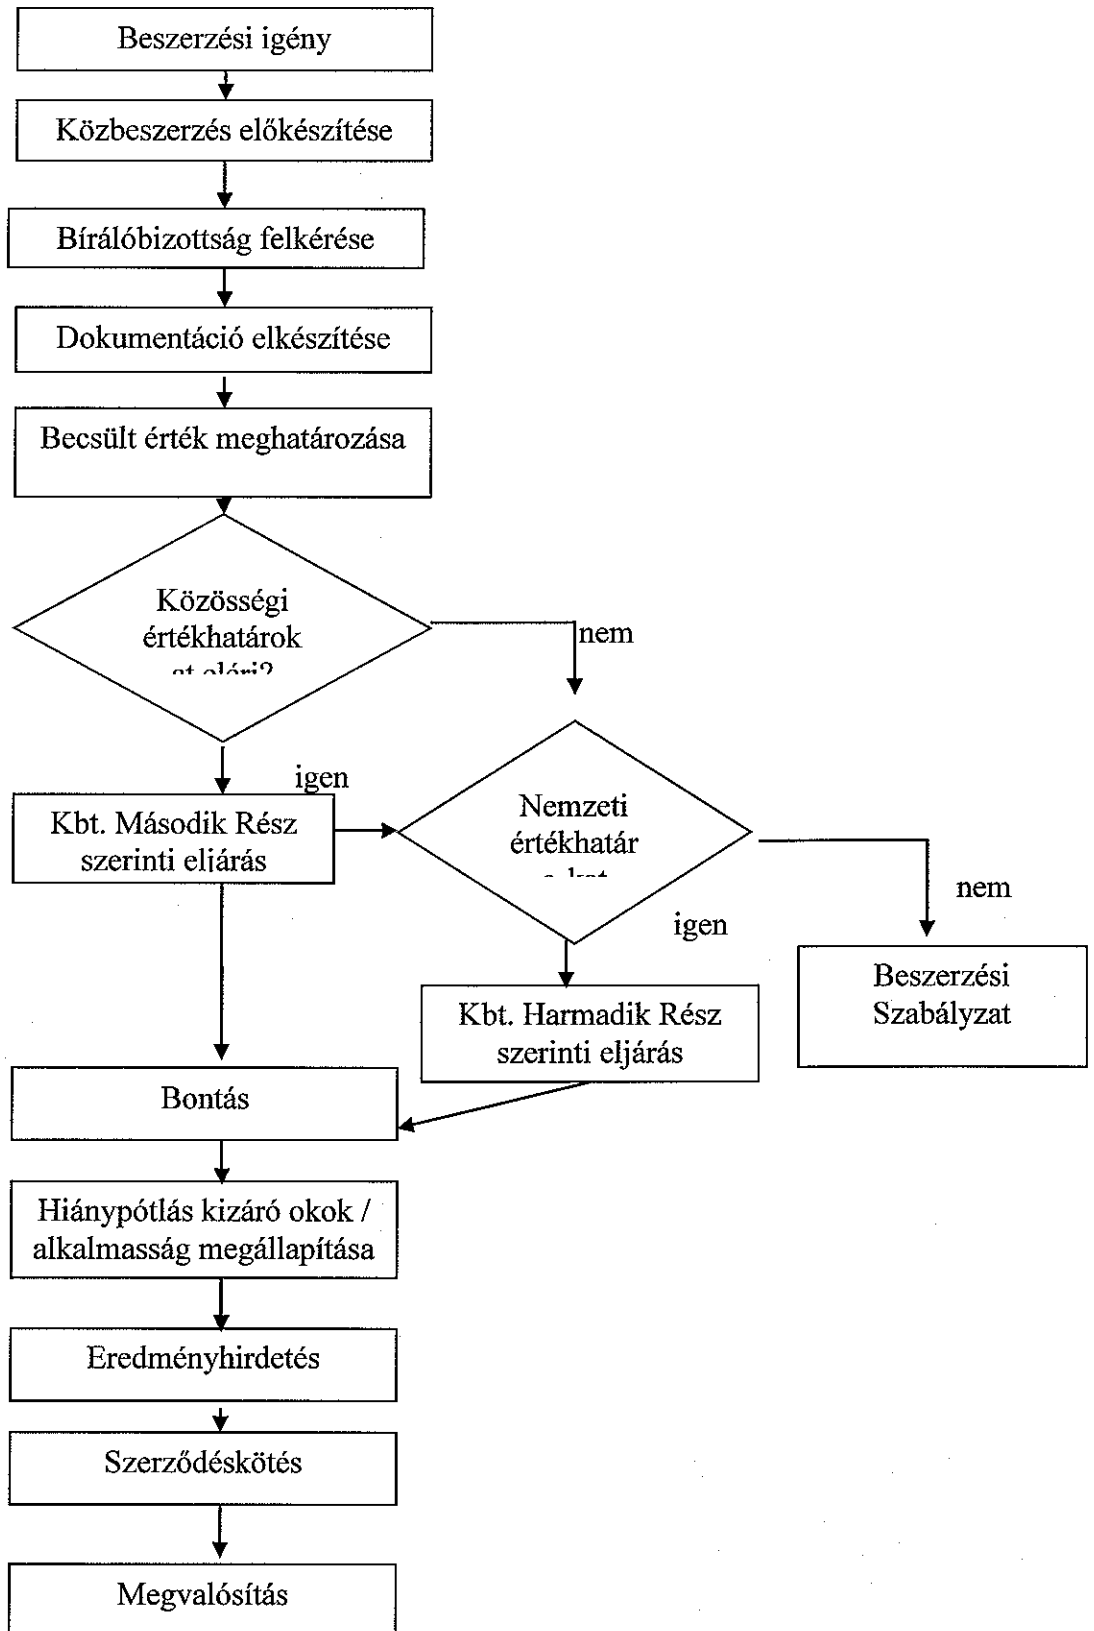 Beszerzési igény
Közbeszerzés előkészítése
Bírálóbizottság felkérése
Dokumentáció elkészítése
Becsült érték meghatározása
Közösségi
értékhatárok
at eléri?
nem
igen
Kbt. Második Rész
szerinti eljárás
Nemzeti
értékhatár
nem
igen
Beszerzési
Szabályzat
Kbt. Harmadik Rész
szerinti eljárás
Bontás
Hiánypótlás kizáró okok /
alkalmasság megállapítása
Eredményhirdetés
Szerződéskötés
Megvalósítás